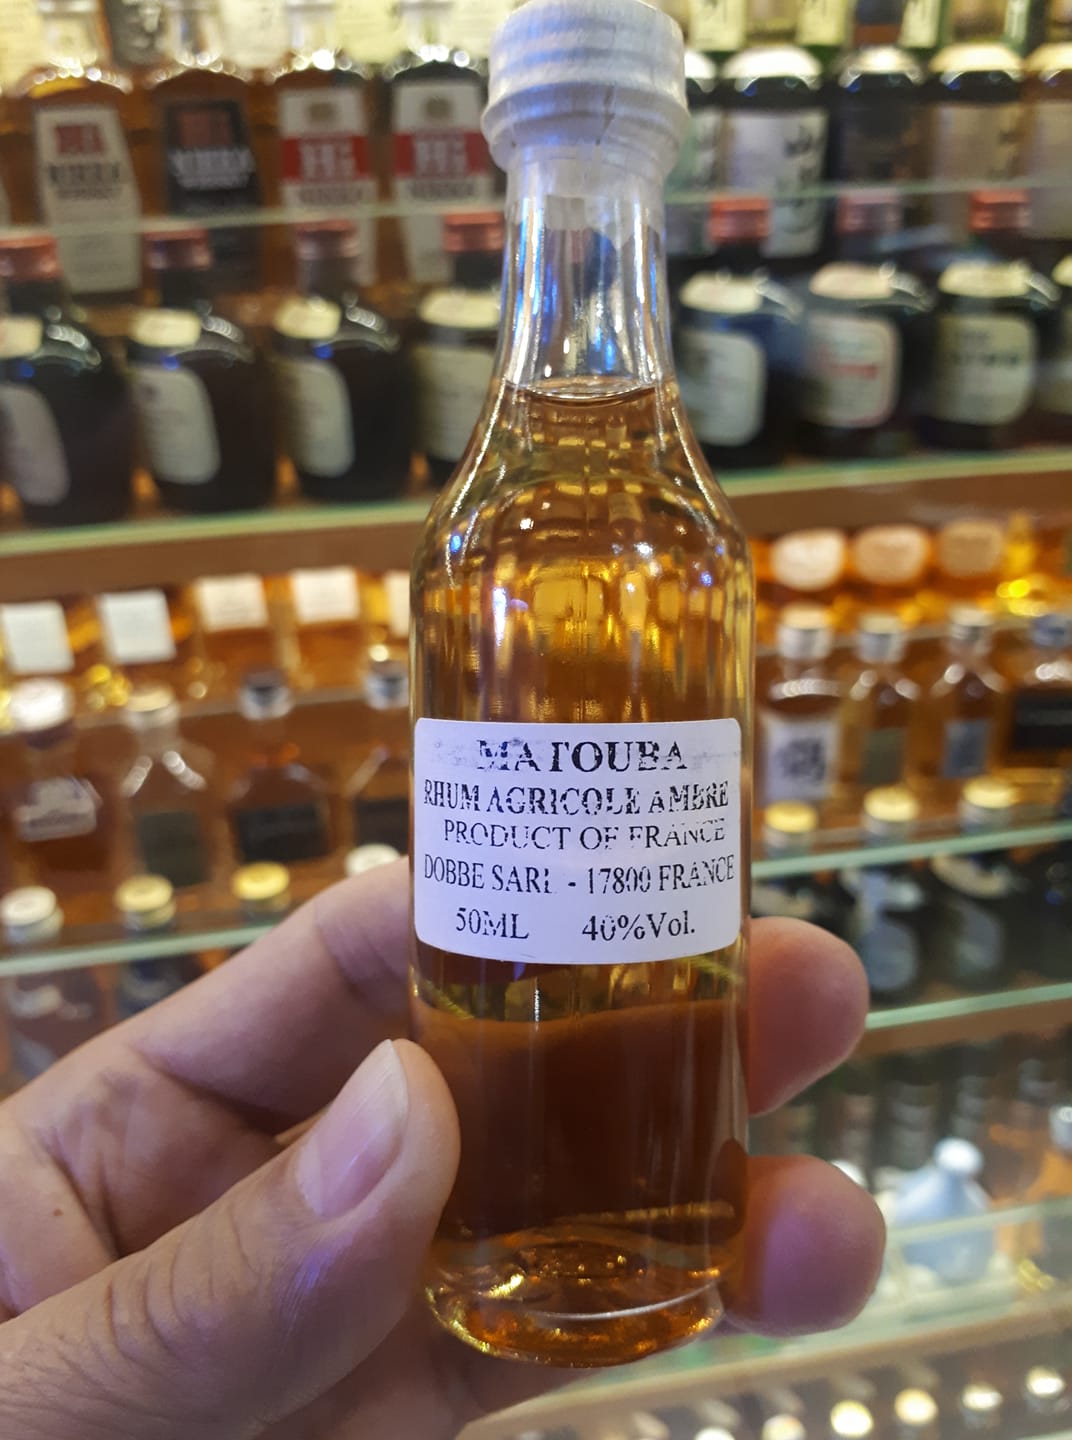 MATOUBA
RHUM AGRICOLE AMBRE
PRODUCT OF FRANCE
DOBBE SARL - 17800 FRANCE
50ML 40%Vol.